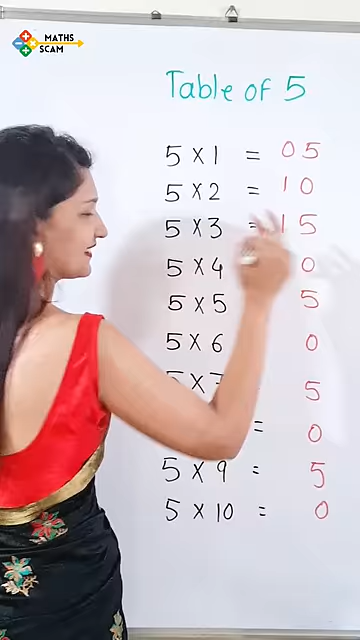 MATHS
SCAM
Table of 5
5 X 1 = 05
5 X 2 = 10
5 X 3 = 15
5 X 4 0
5 X 5 5
5 X 6 0
5 X 7 5
= 0
5 X 9 = 5
5 X 10 = 0